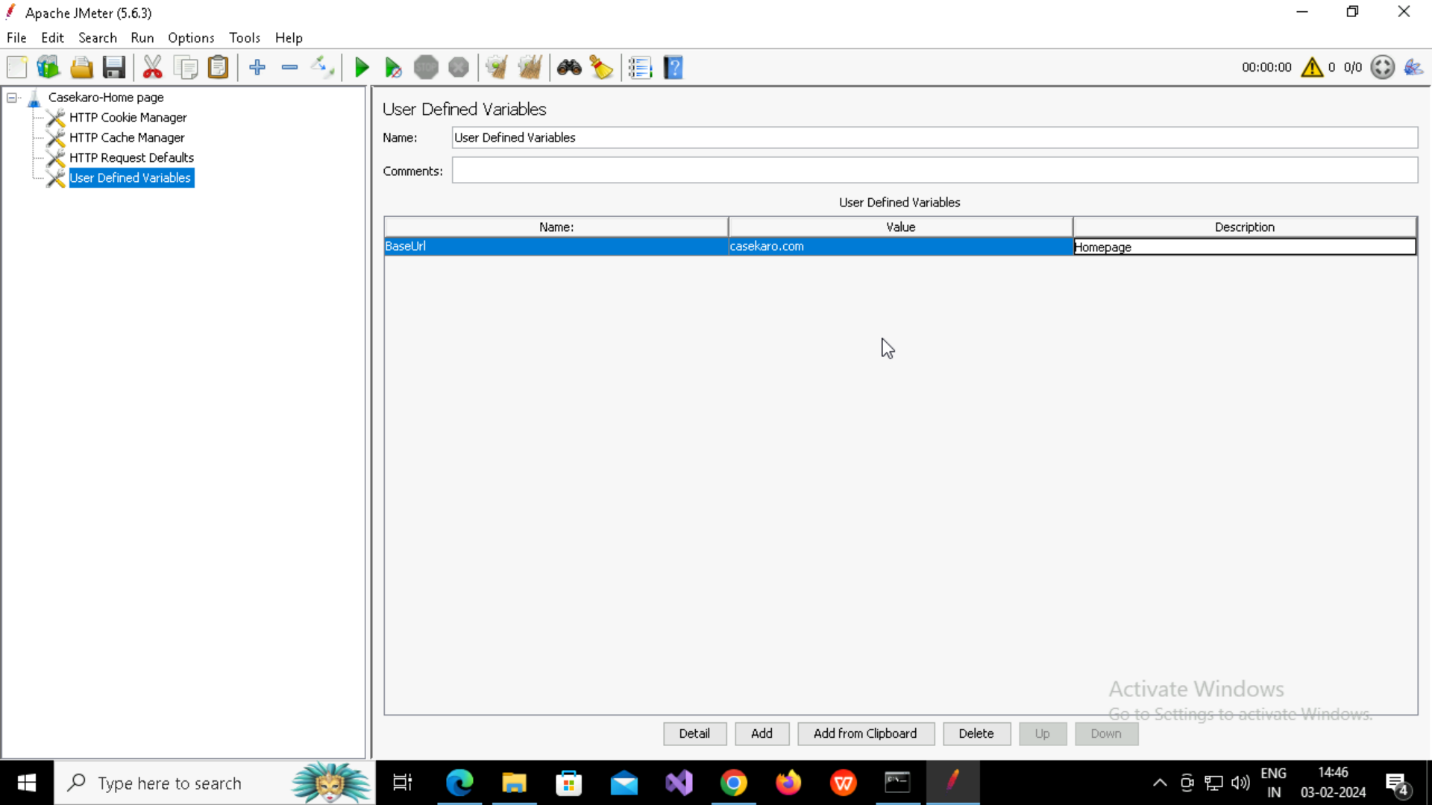 Apache JMeter (5.6.3)
File Edit Search Run Options Tools Help
00:00:00 0 0/0
Casekaro-Home page
HTTP Cookie Manager
HTTP Cache Manager
HTTP Request Defaults
User Defined Variables
User Defined Variables
Name: User Defined Variables
Comments:
User Defined Variables
Name: Value Description
BaseUrl casekaro.com Homepage
Activate Windows
Go to Settings to activate Windows.
Detail Add Add from Clipboard Delete Up Down
Type here to search
ENG
IN
14:46
03-02-2024
4